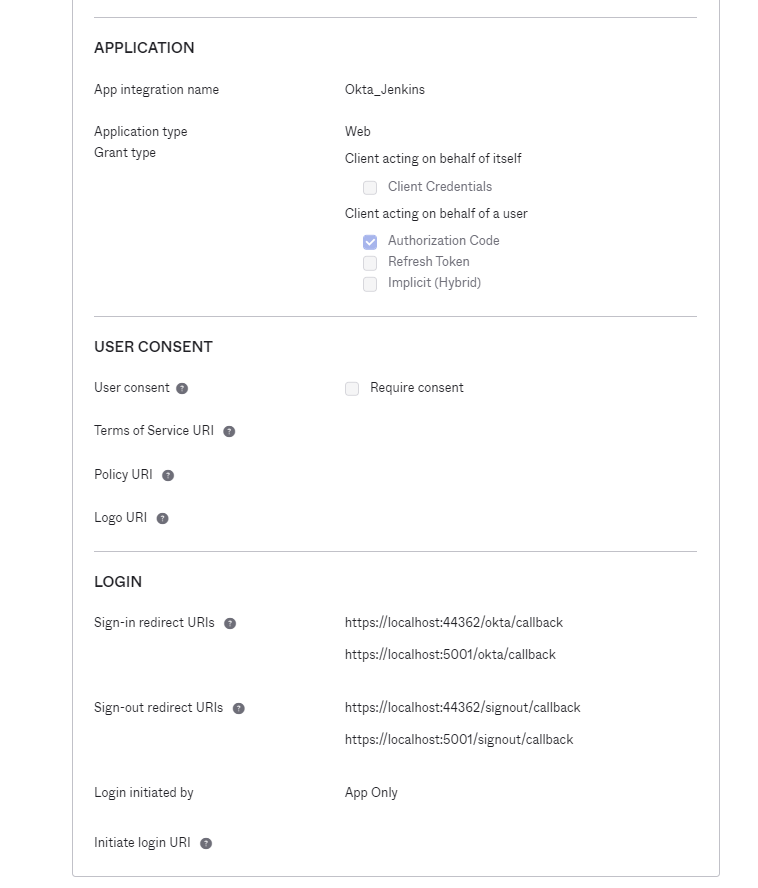 APPLICATION
App integration name Okta_Jenkins
Application type Web
Grant type Client acting on behalf of itself
Client Credentials
Client acting on behalf of a user
Authorization Code
Refresh Token
Implicit (Hybrid)
USER CONSENT
User consent ? Require consent
Terms of Service URI ?
Policy URI ?
Logo URI ?
LOGIN
Sign-in redirect URIs ? https://localhost:44362/okta/callback
https://localhost:5001/okta/callback
Sign-out redirect URIs ? https://localhost:44362/signout/callback
https://localhost:5001/signout/callback
Login initiated by App Only
Initiate login URI ?